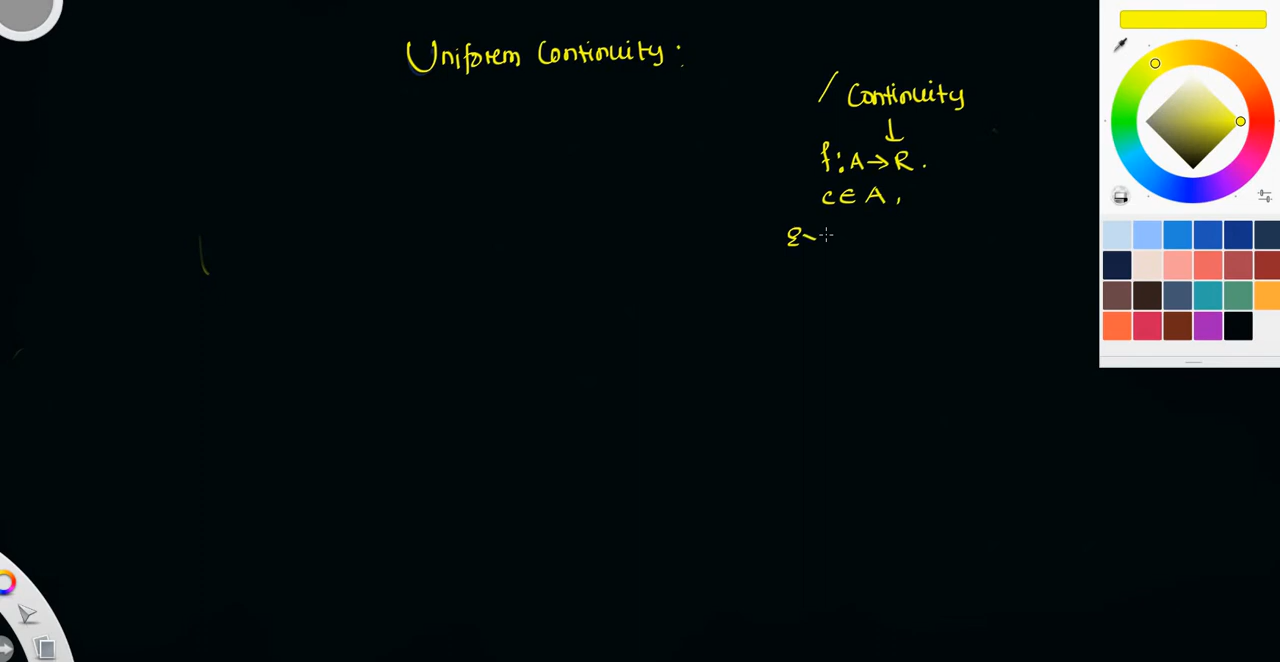 Uniform Continuity:
/ Continuity
↓
f: A → R.
c ∈ A,
ε